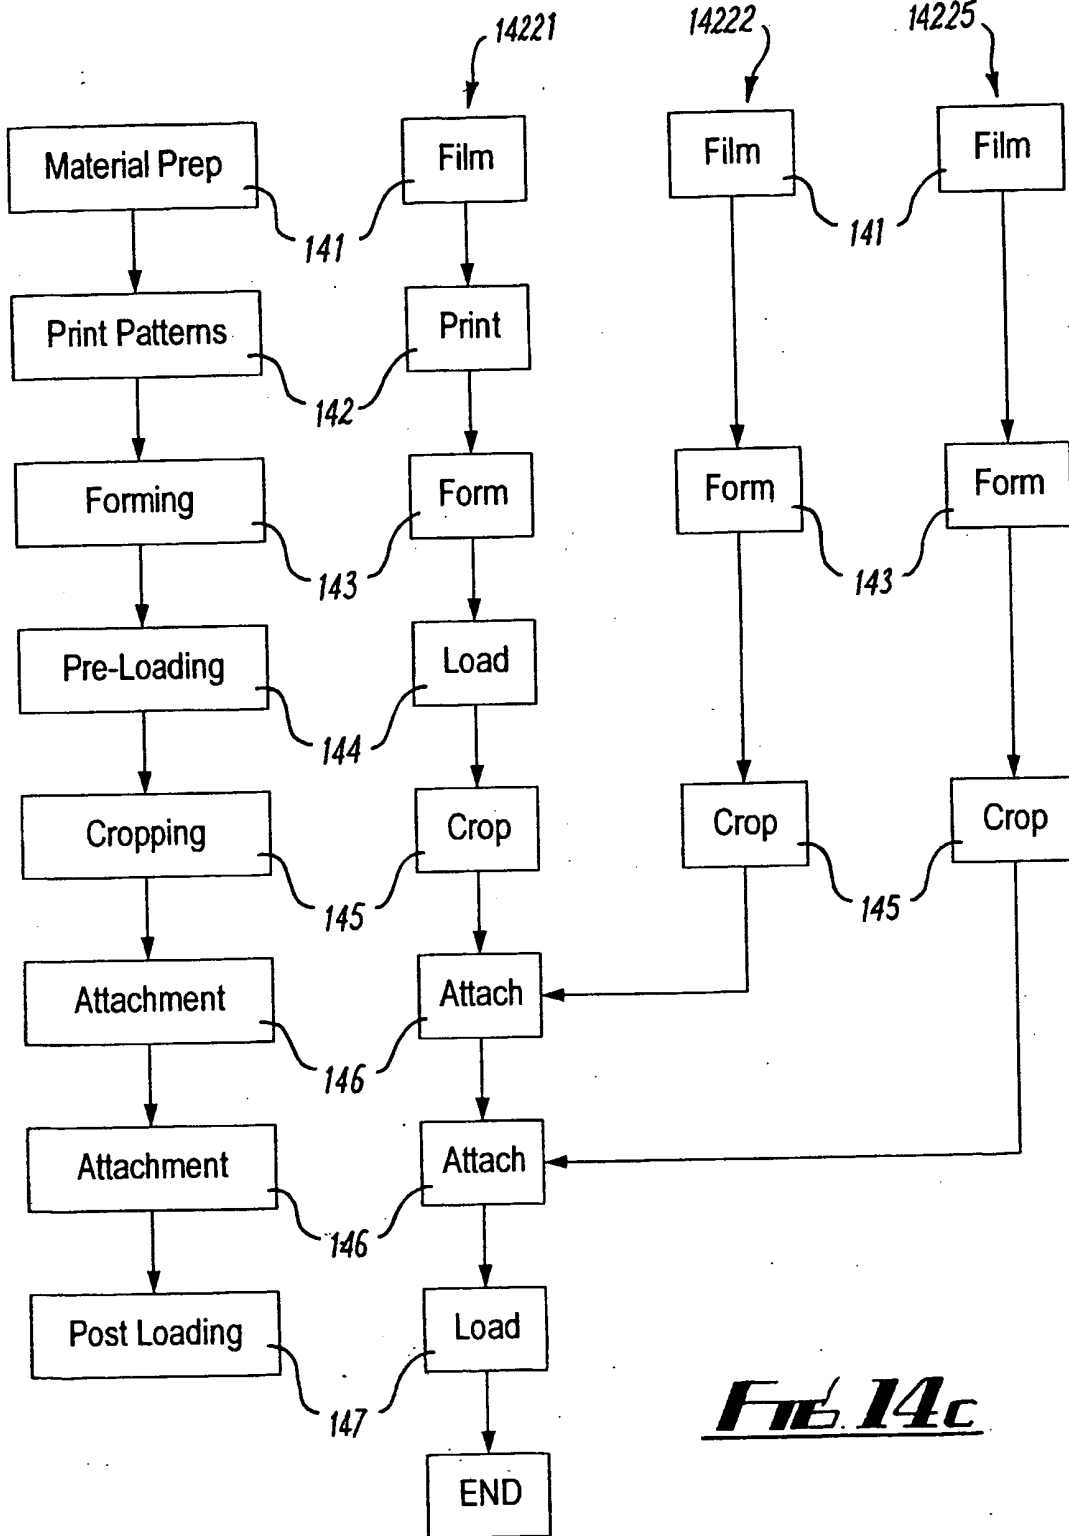 14221
14222
14225
Material Prep
Film
Film
Film
141
141
Print Patterns
Print
142
Forming
Form
Form
Form
143
143
Pre-Loading
Load
144
Cropping
Crop
Crop
Crop
145
145
Attachment
Attach
146
Attachment
Attach
146
Post Loading
Load
147
END
FIG. 14c